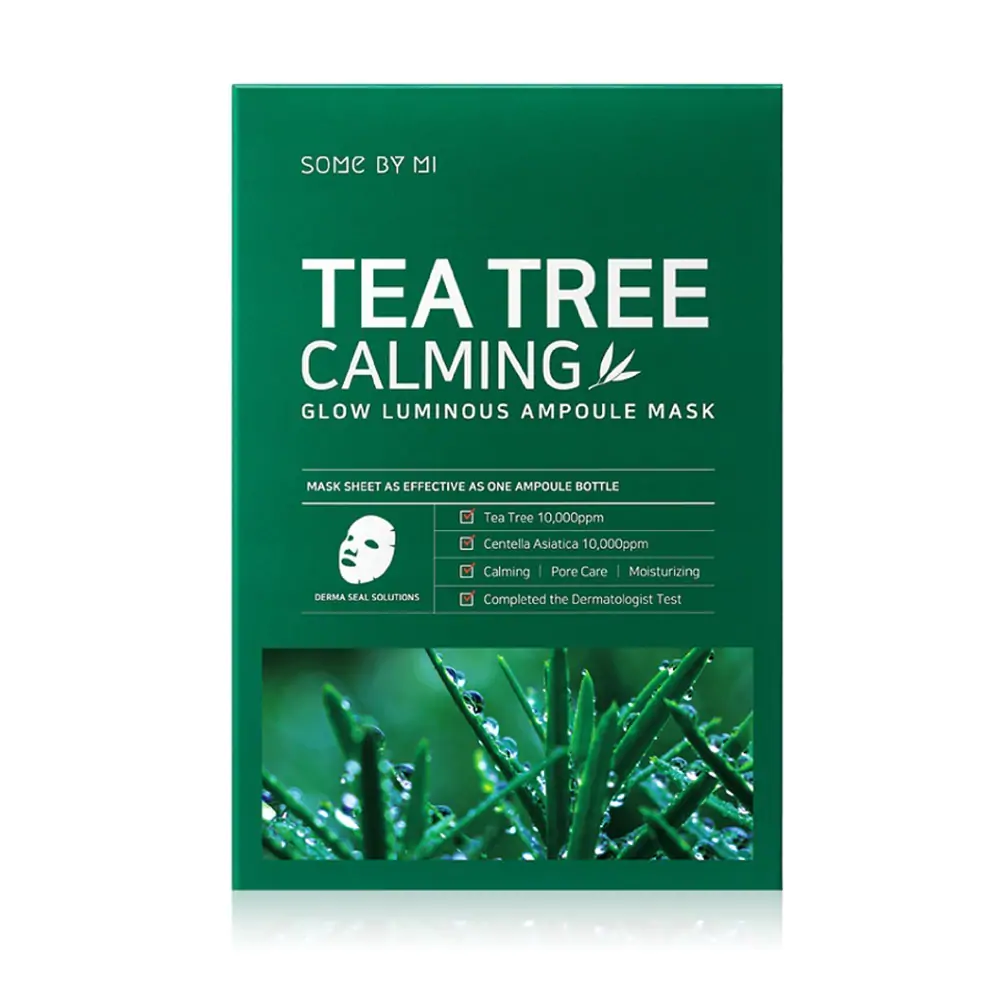 SOME BY MI
TEA TREE
CALMING
GLOW LUMINOUS AMPOULE MASK
MASK SHEET AS EFFECTIVE AS ONE AMPOULE BOTTLE
Tea Tree 10,000ppm
Centella Asiatica 10,000ppm
Calming | Pore Care | Moisturizing
DERMA SEAL SOLUTIONS
Completed the Dermatologist Test